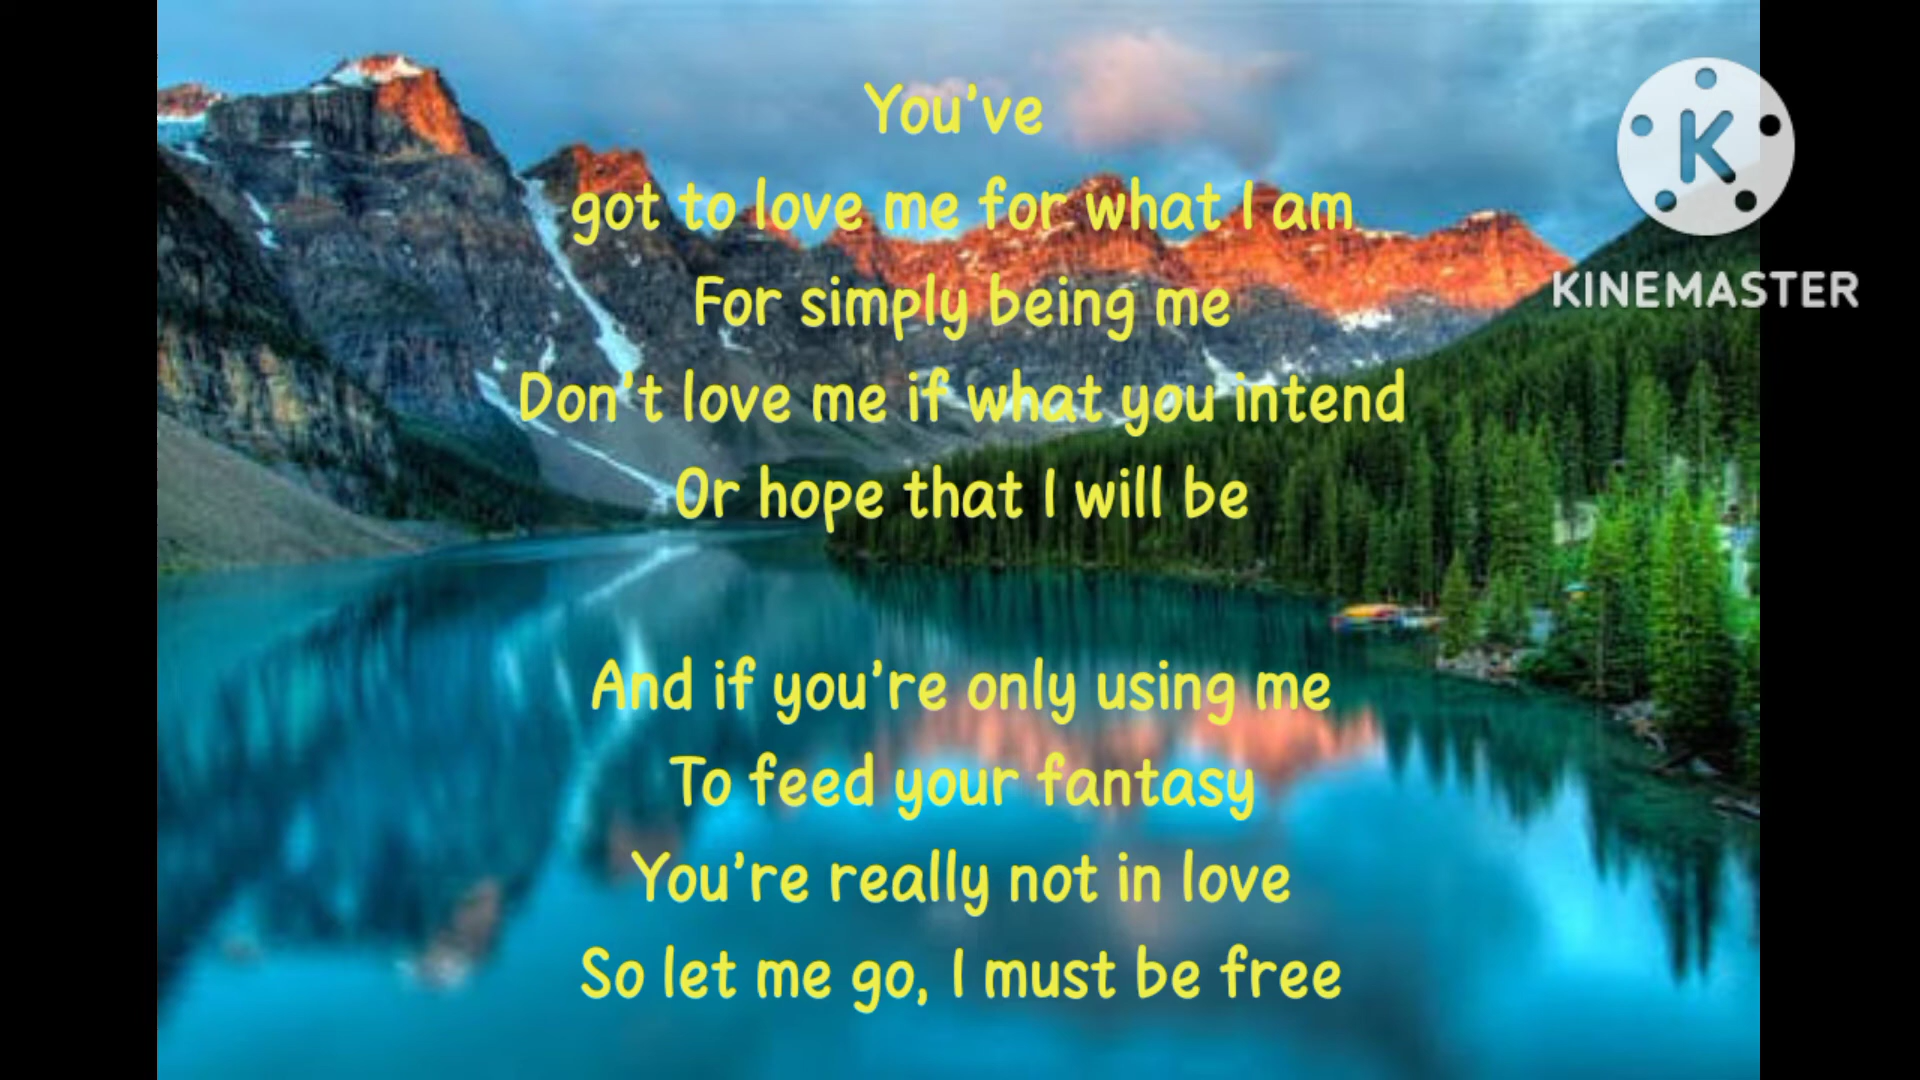 You've
got to love me for what I am
For simply being me
Don't love me if what you intend
Or hope that I will be
And if you're only using me
To feed your fantasy
You're really not in love
So let me go, I must be free
K
KINEMASTER